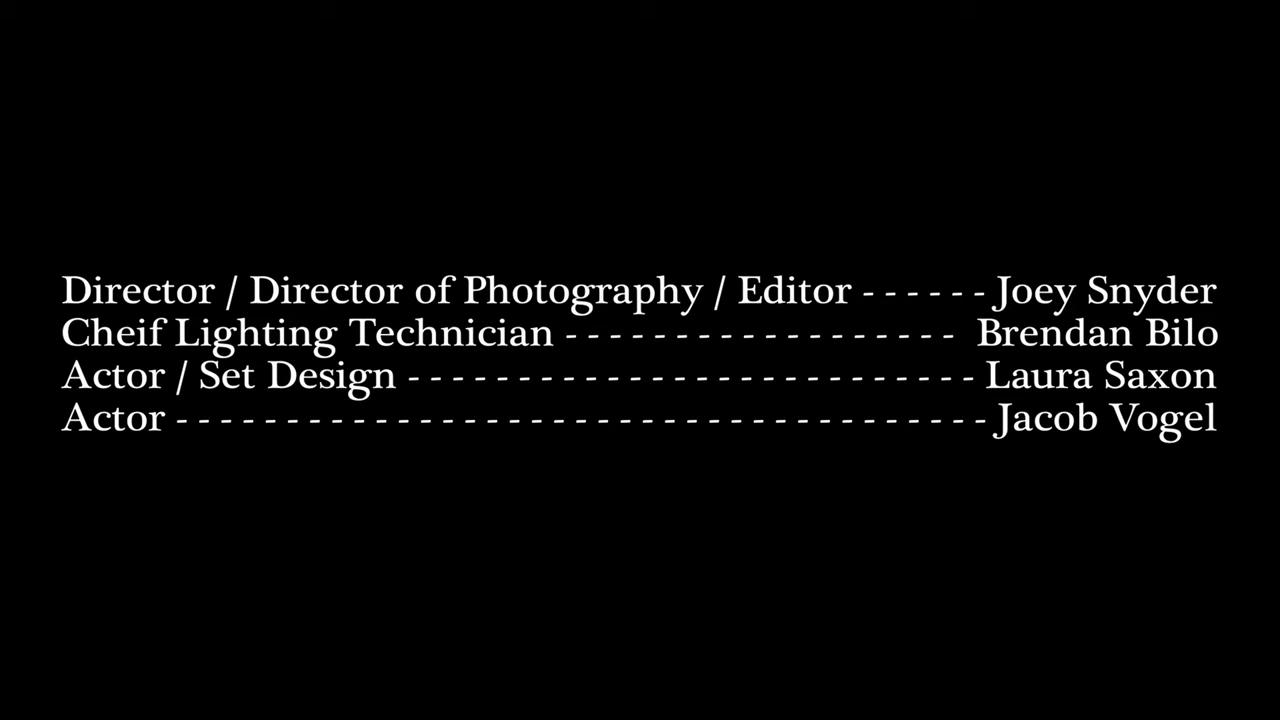 Director / Director of Photography / Editor - - - - - - Joey Snyder
Cheif Lighting Technician - - - - - - - - - - - - - - - - - - Brendan Bilo
Actor / Set Design - - - - - - - - - - - - - - - - - - - - - - - - - - Laura Saxon
Actor - - - - - - - - - - - - - - - - - - - - - - - - - - - - - - - - - - - - - Jacob Vogel